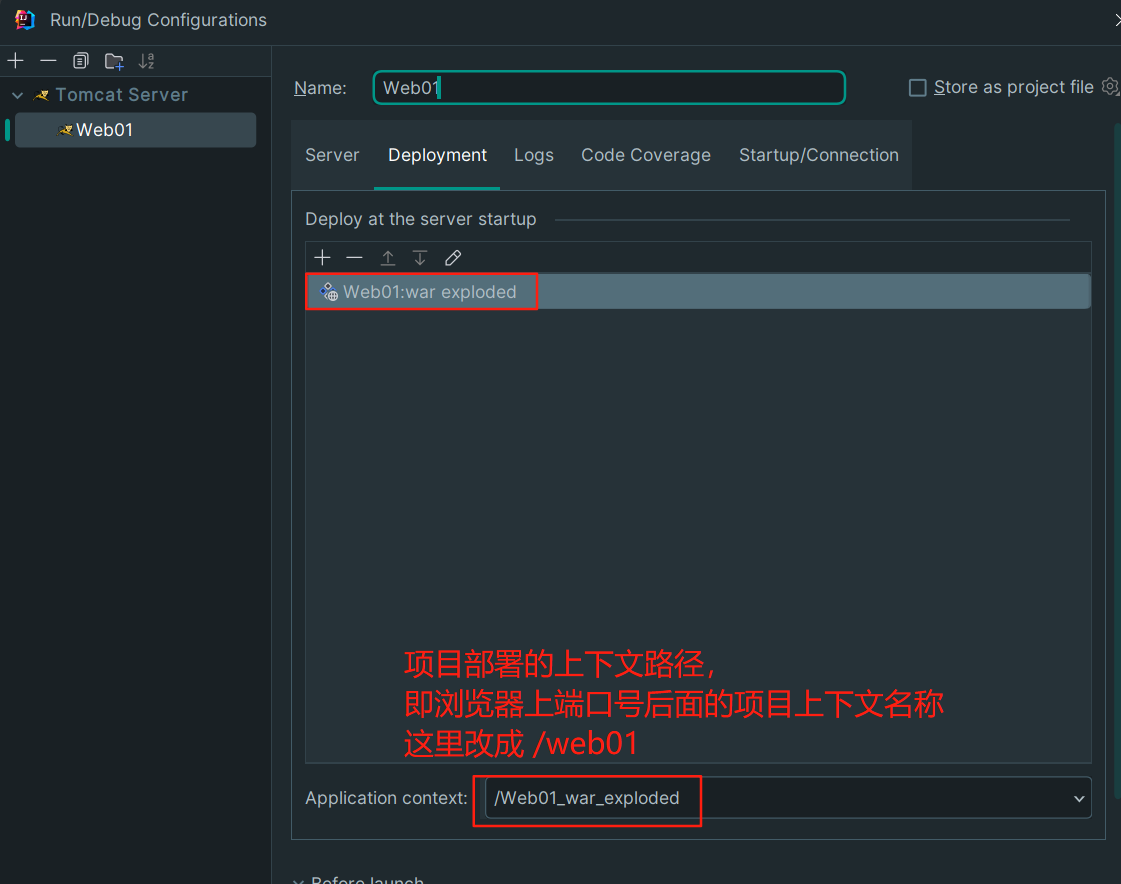 Run/Debug Configurations
Tomcat Server
Web01
Name:
Web01
Store as project file
Server
Deployment
Logs
Code Coverage
Startup/Connection
Deploy at the server startup
Web01:war exploded
项目部署的上下文路径，
即浏览器上端口号后面的项目上下文名称
这里改成 /web01
Application context:
/Web01_war_exploded
Before launch